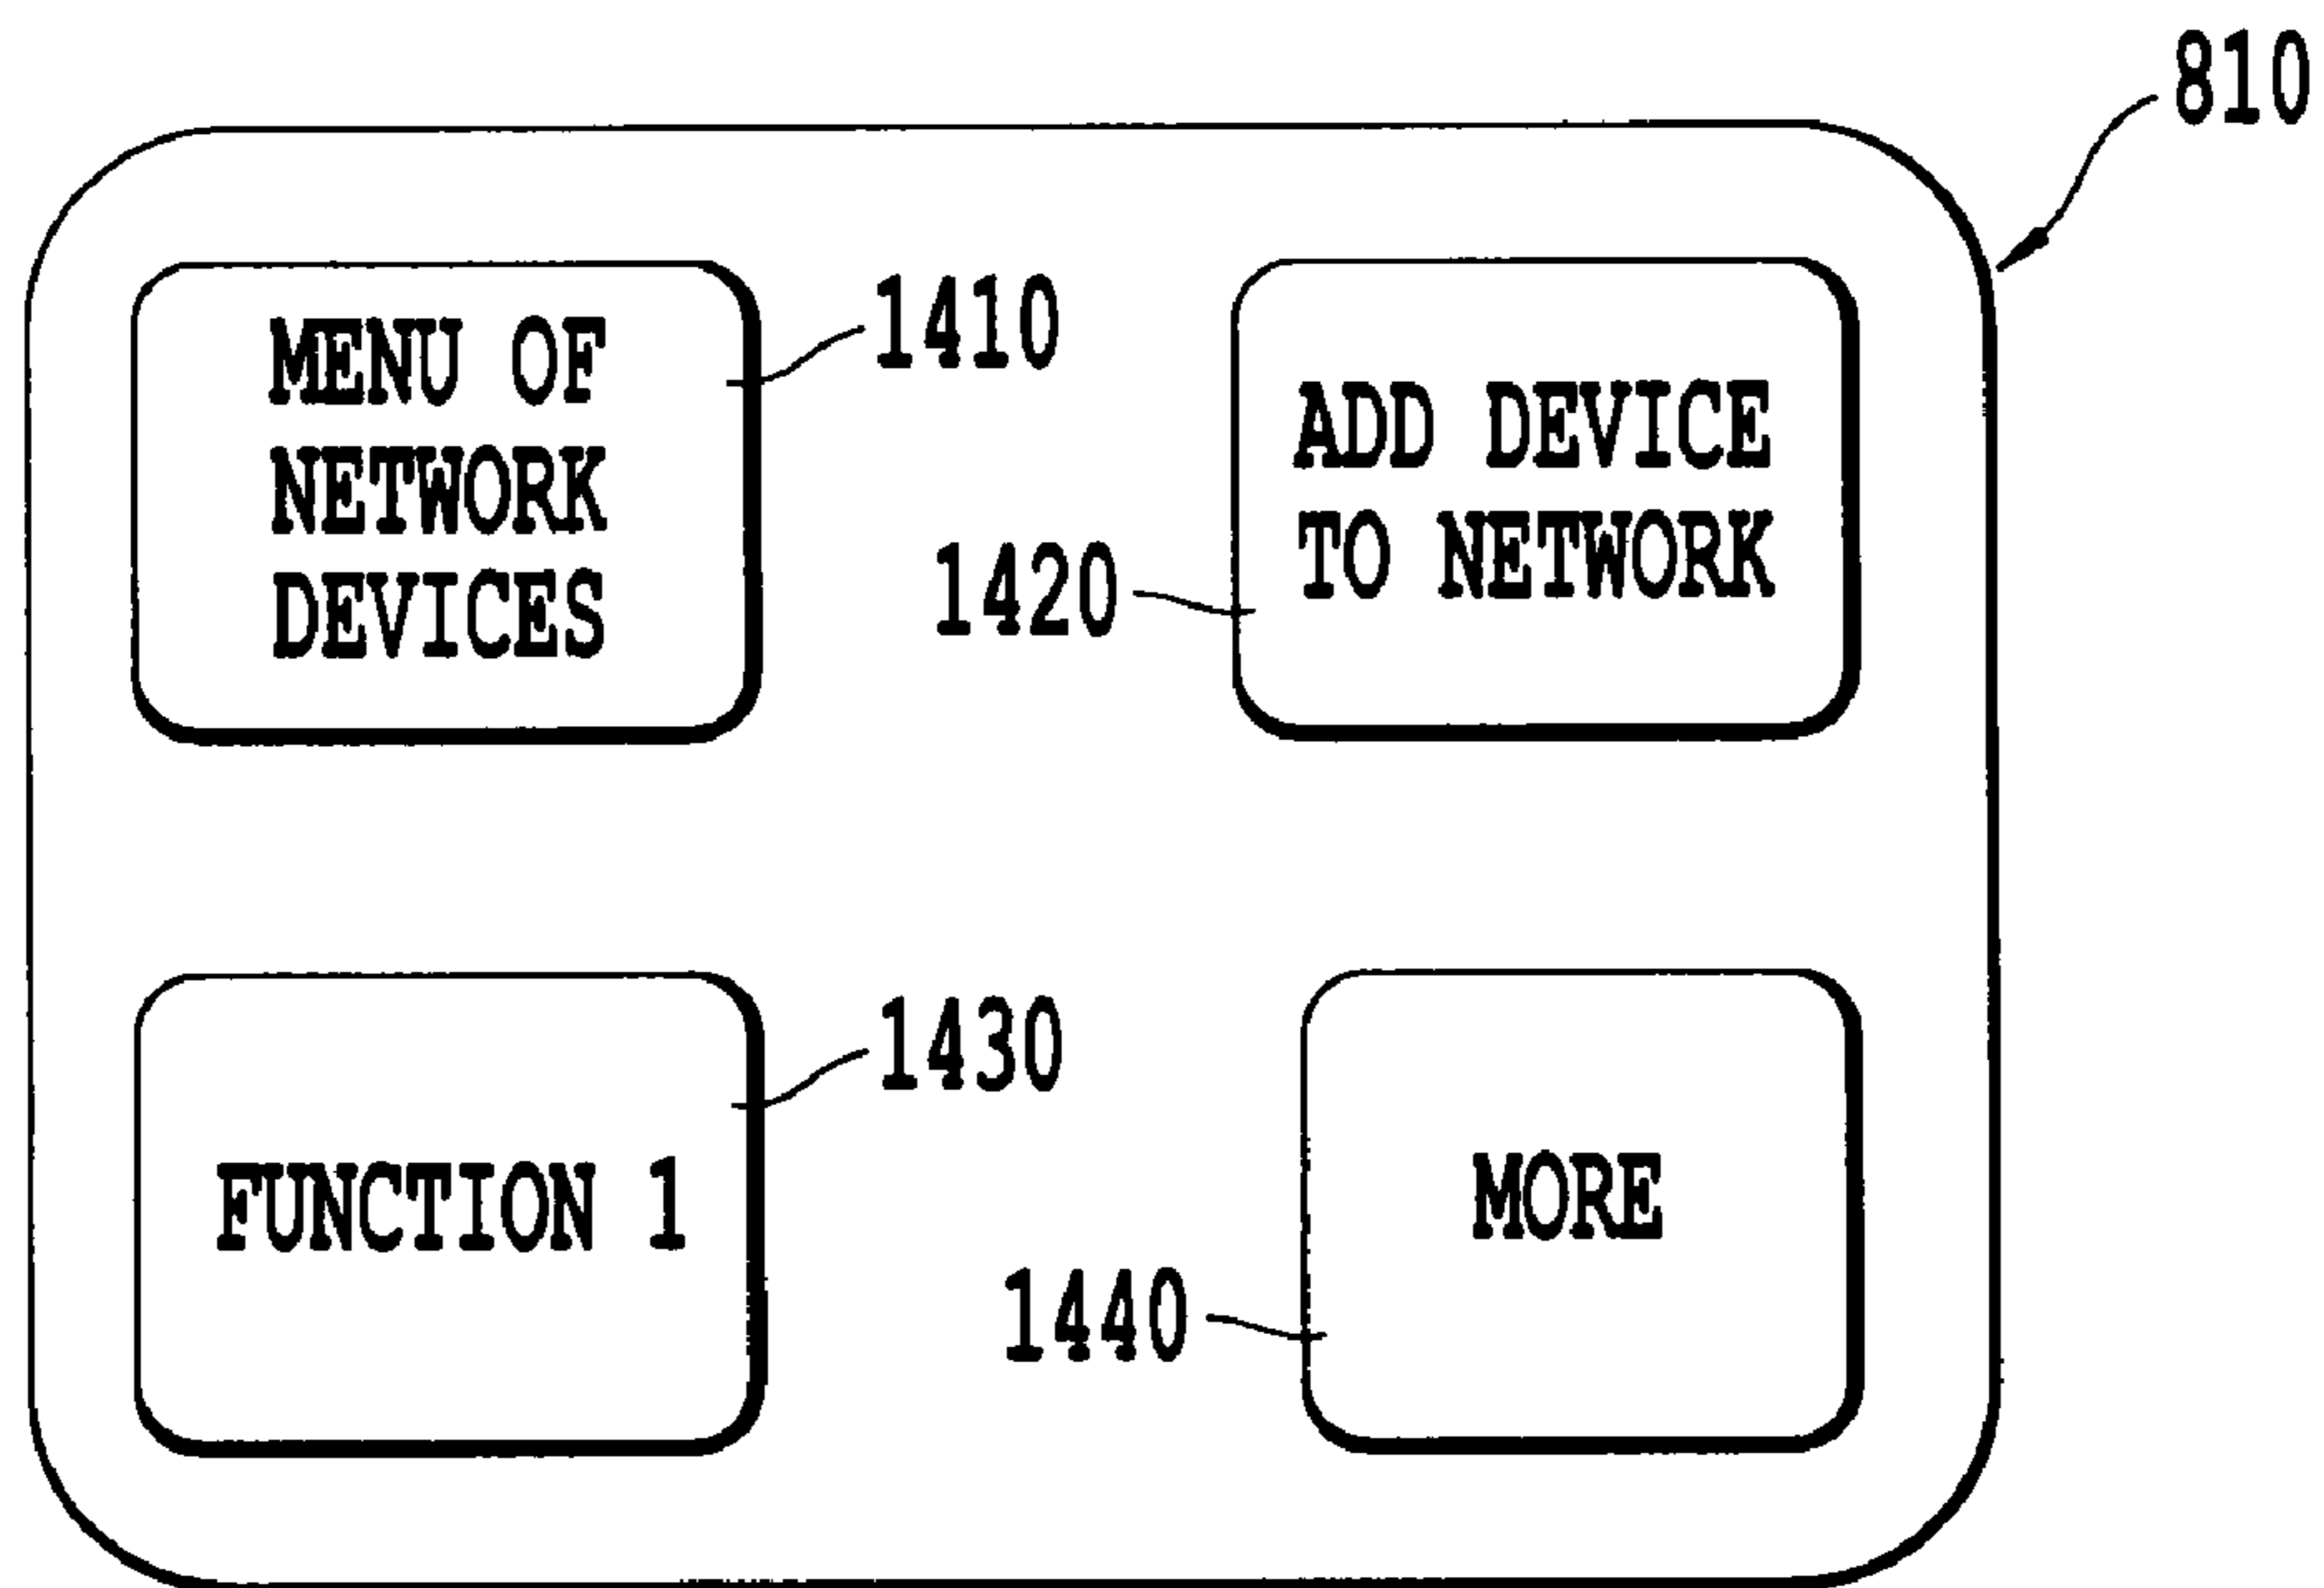 810
MENU OF
NETWORK
DEVICES
1410
ADD DEVICE
TO NETWORK
1420
FUNCTION 1
1430
MORE
1440